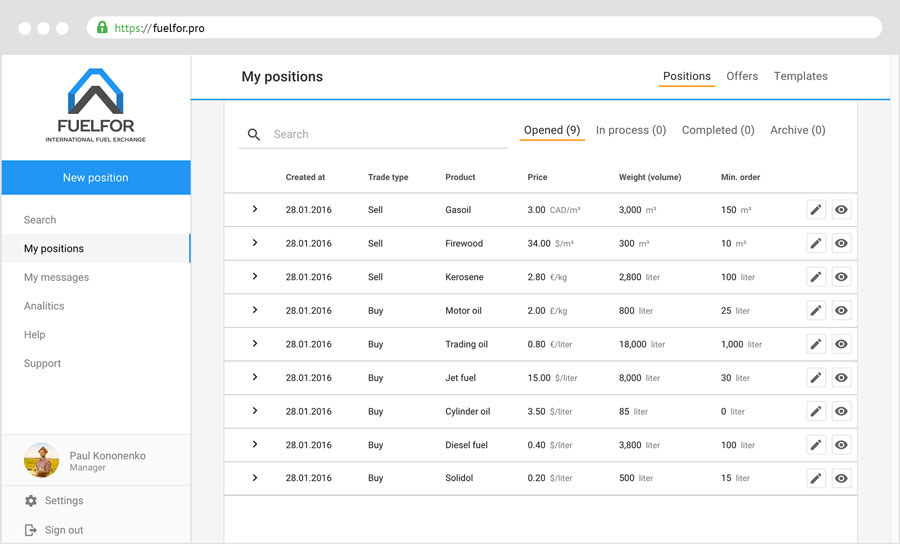 https://fuelfor.pro
FUELFOR
INTERNATIONAL FUEL EXCHANGE
New position
Search
My positions
My messages
Analitics
Help
Support
Paul Kononenko
Manager
Settings
Sign out
My positions
Positions Offers Templates
Search
Opened (9) In process (0) Completed (0) Archive (0)
Created at Trade type Product Price Weight (volume) Min. order
28.01.2016 Sell Gasoil 3.00 CAD/m³ 3,000 m³ 150 m³
28.01.2016 Sell Firewood 34.00 $/m³ 300 m³ 10 m³
28.01.2016 Sell Kerosene 2.80 €/kg 2,800 liter 100 liter
28.01.2016 Buy Motor oil 2.00 £/kg 800 liter 25 liter
28.01.2016 Buy Trading oil 0.80 €/liter 18,000 liter 1,000 liter
28.01.2016 Buy Jet fuel 15.00 $/liter 8,000 liter 30 liter
28.01.2016 Buy Cylinder oil 3.50 $/liter 85 liter 0 liter
28.01.2016 Buy Diesel fuel 0.40 $/liter 3,800 liter 100 liter
28.01.2016 Buy Solidol 0.20 $/liter 500 liter 15 liter